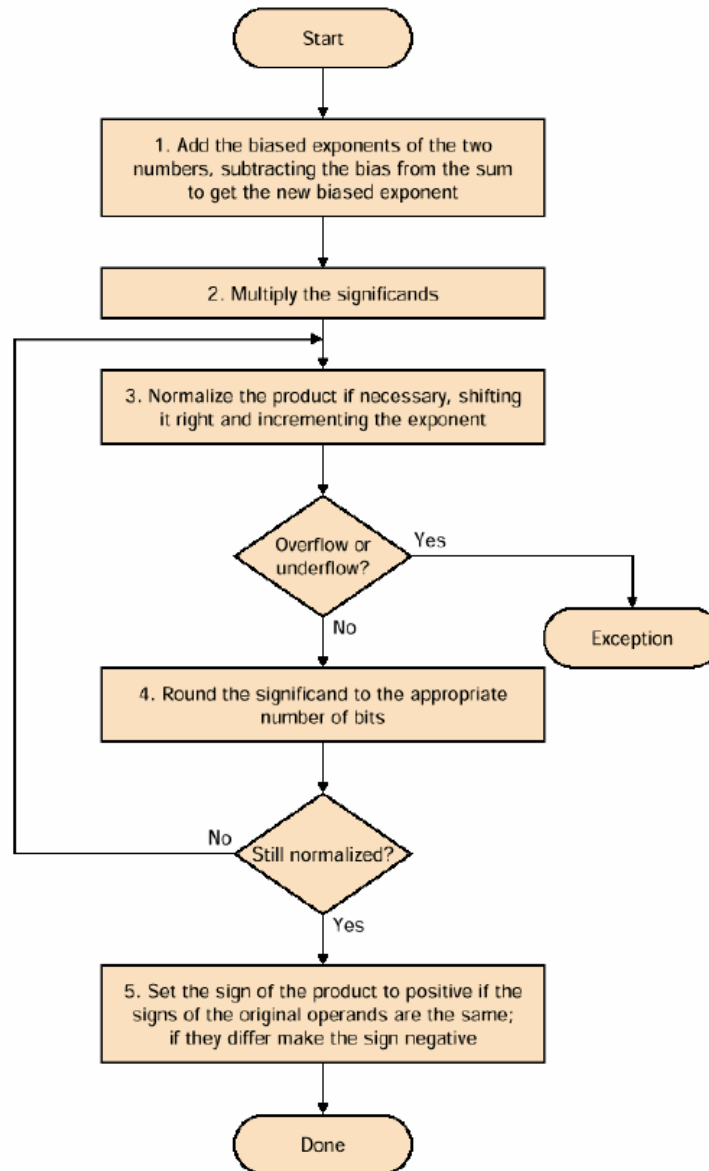 Start
1. Add the biased exponents of the two
numbers, subtracting the bias from the sum
to get the new biased exponent
2. Multiply the significands
3. Normalize the product if necessary, shifting
it right and incrementing the exponent
Overflow or
underflow?
Yes
No
Exception
4. Round the significand to the appropriate
number of bits
No
Still normalized?
Yes
5. Set the sign of the product to positive if the
signs of the original operands are the same;
if they differ make the sign negative
Done